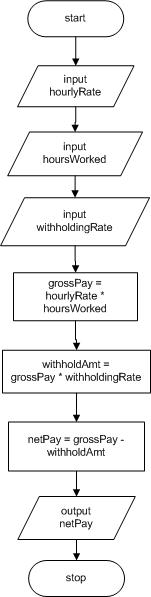 start
input
hourlyRate
input
hoursWorked
input
withholdingRate
grossPay =
hourlyRate *
hoursWorked
withholdAmt =
grossPay * withholdingRate
netPay = grossPay -
withholdAmt
output
netPay
stop